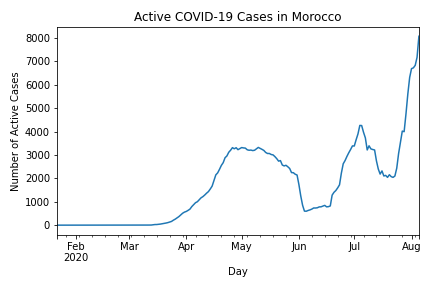 Active COVID-19 Cases in Morocco
8000
7000
6000
5000
4000
3000
2000
1000
0
Number of Active Cases
Feb Mar Apr May Jun Jul Aug
2020
Day